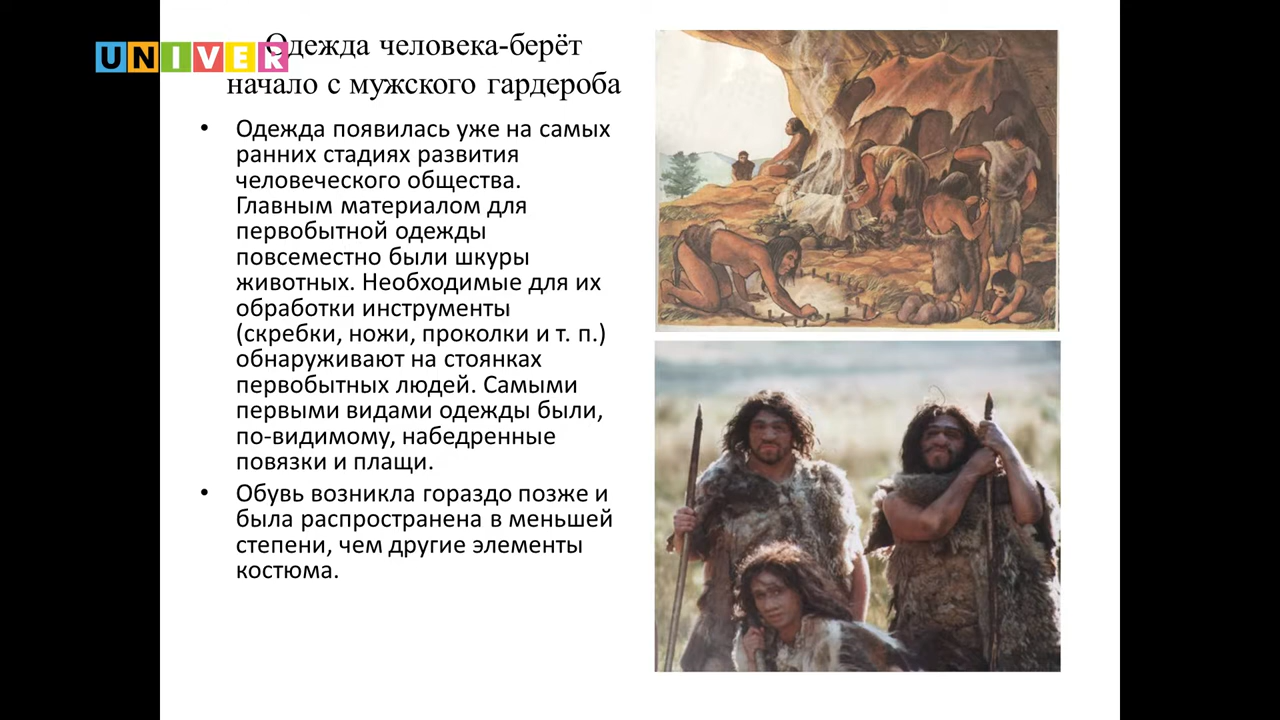 UNIVER
Одежда человека-берёт
начало с мужского гардероба
• Одежда появилась уже на самых
ранних стадиях развития
человеческого общества.
Главным материалом для
первобытной одежды
повсеместно были шкуры
животных. Необходимые для их
обработки инструменты
(скребки, ножи, проколки и т. п.)
обнаруживают на стоянках
первобытных людей. Самыми
первыми видами одежды были,
по-видимому, набедренные
повязки и плащи.
• Обувь возникла гораздо позже и
была распространена в меньшей
степени, чем другие элементы
костюма.